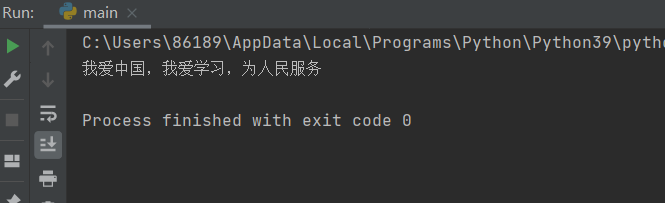 Run: main
C:\Users\86189\AppData\Local\Programs\Python\Python39\pytho
我爱中国，我爱学习，为人民服务
Process finished with exit code 0